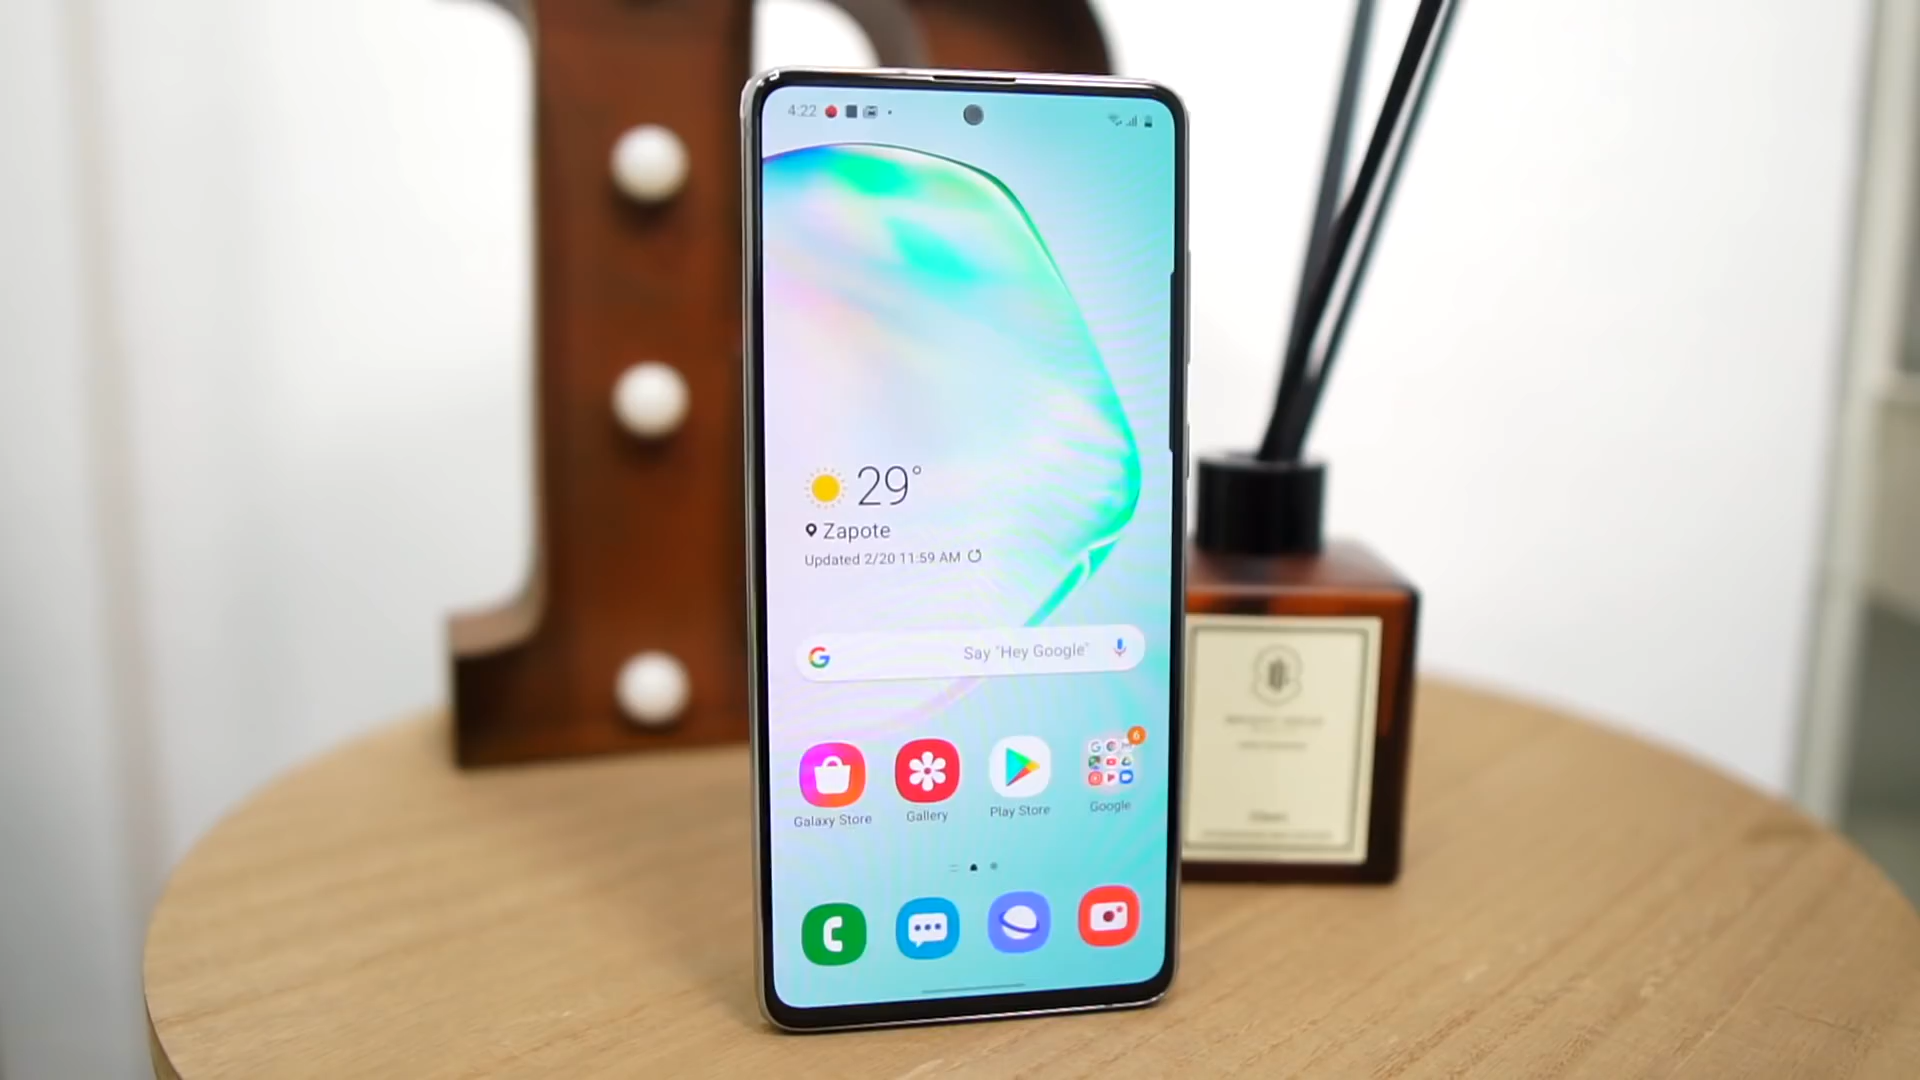 4:22
29°
Zapote
Updated 2/20 11:59 AM
G
Say "Hey Google"
6
Galaxy Store
Gallery
Play Store
Google